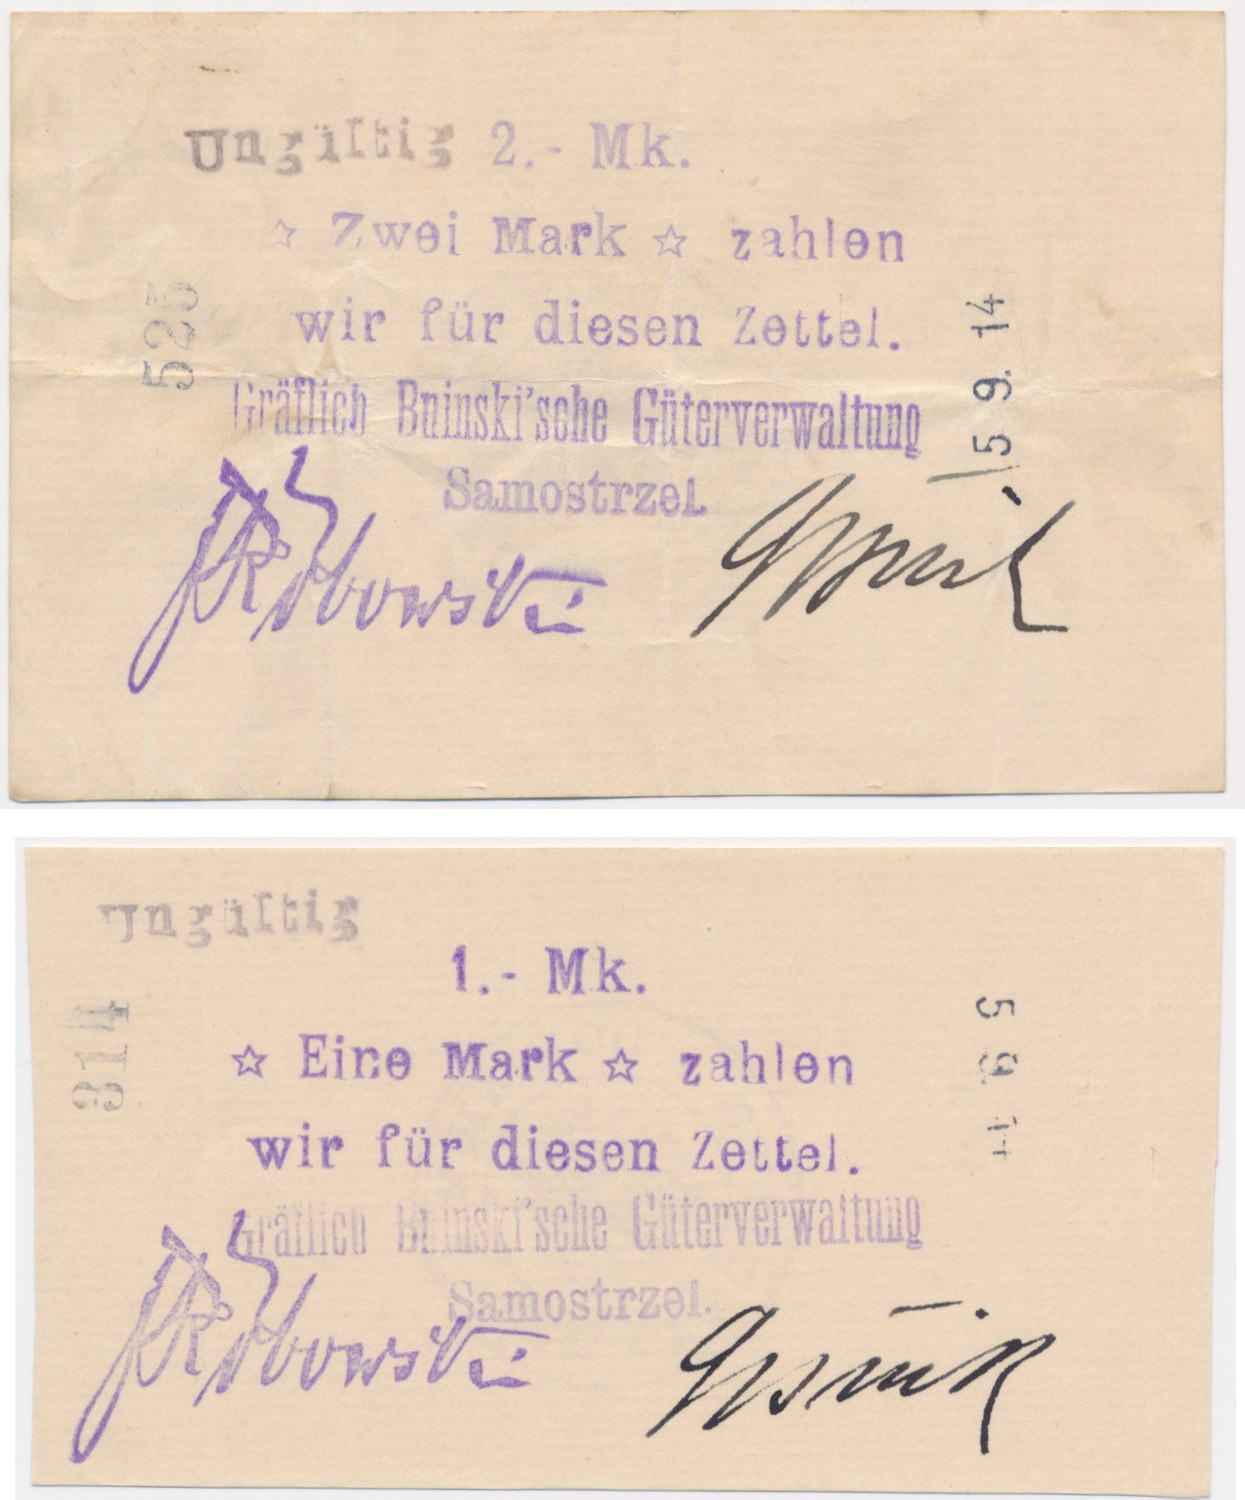 Ungültig 2.- Mk.
☆ Zwei Mark ☆ zahlen
wir für diesen Zettel.
525
15 9. 14
Gräflich Bninski'sche Güterverwaltung
Samostrzel.
Ungültig
1.- Mk.
314
5 9 14
☆ Eine Mark ☆ zahlen
wir für diesen Zettel.
Gräflich Bninski'sche Güterverwaltung
Samostrzel.